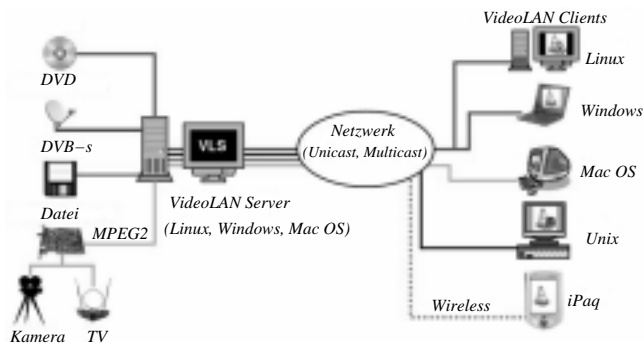 VideoLAN Clients
DVD
Linux
DVB–s
VLS
Netzwerk
(Unicast, Multicast)
Windows
Datei
VideoLAN Server
(Linux, Windows, Mac OS)
Mac OS
MPEG2
Unix
Kamera
TV
Wireless
iPaq